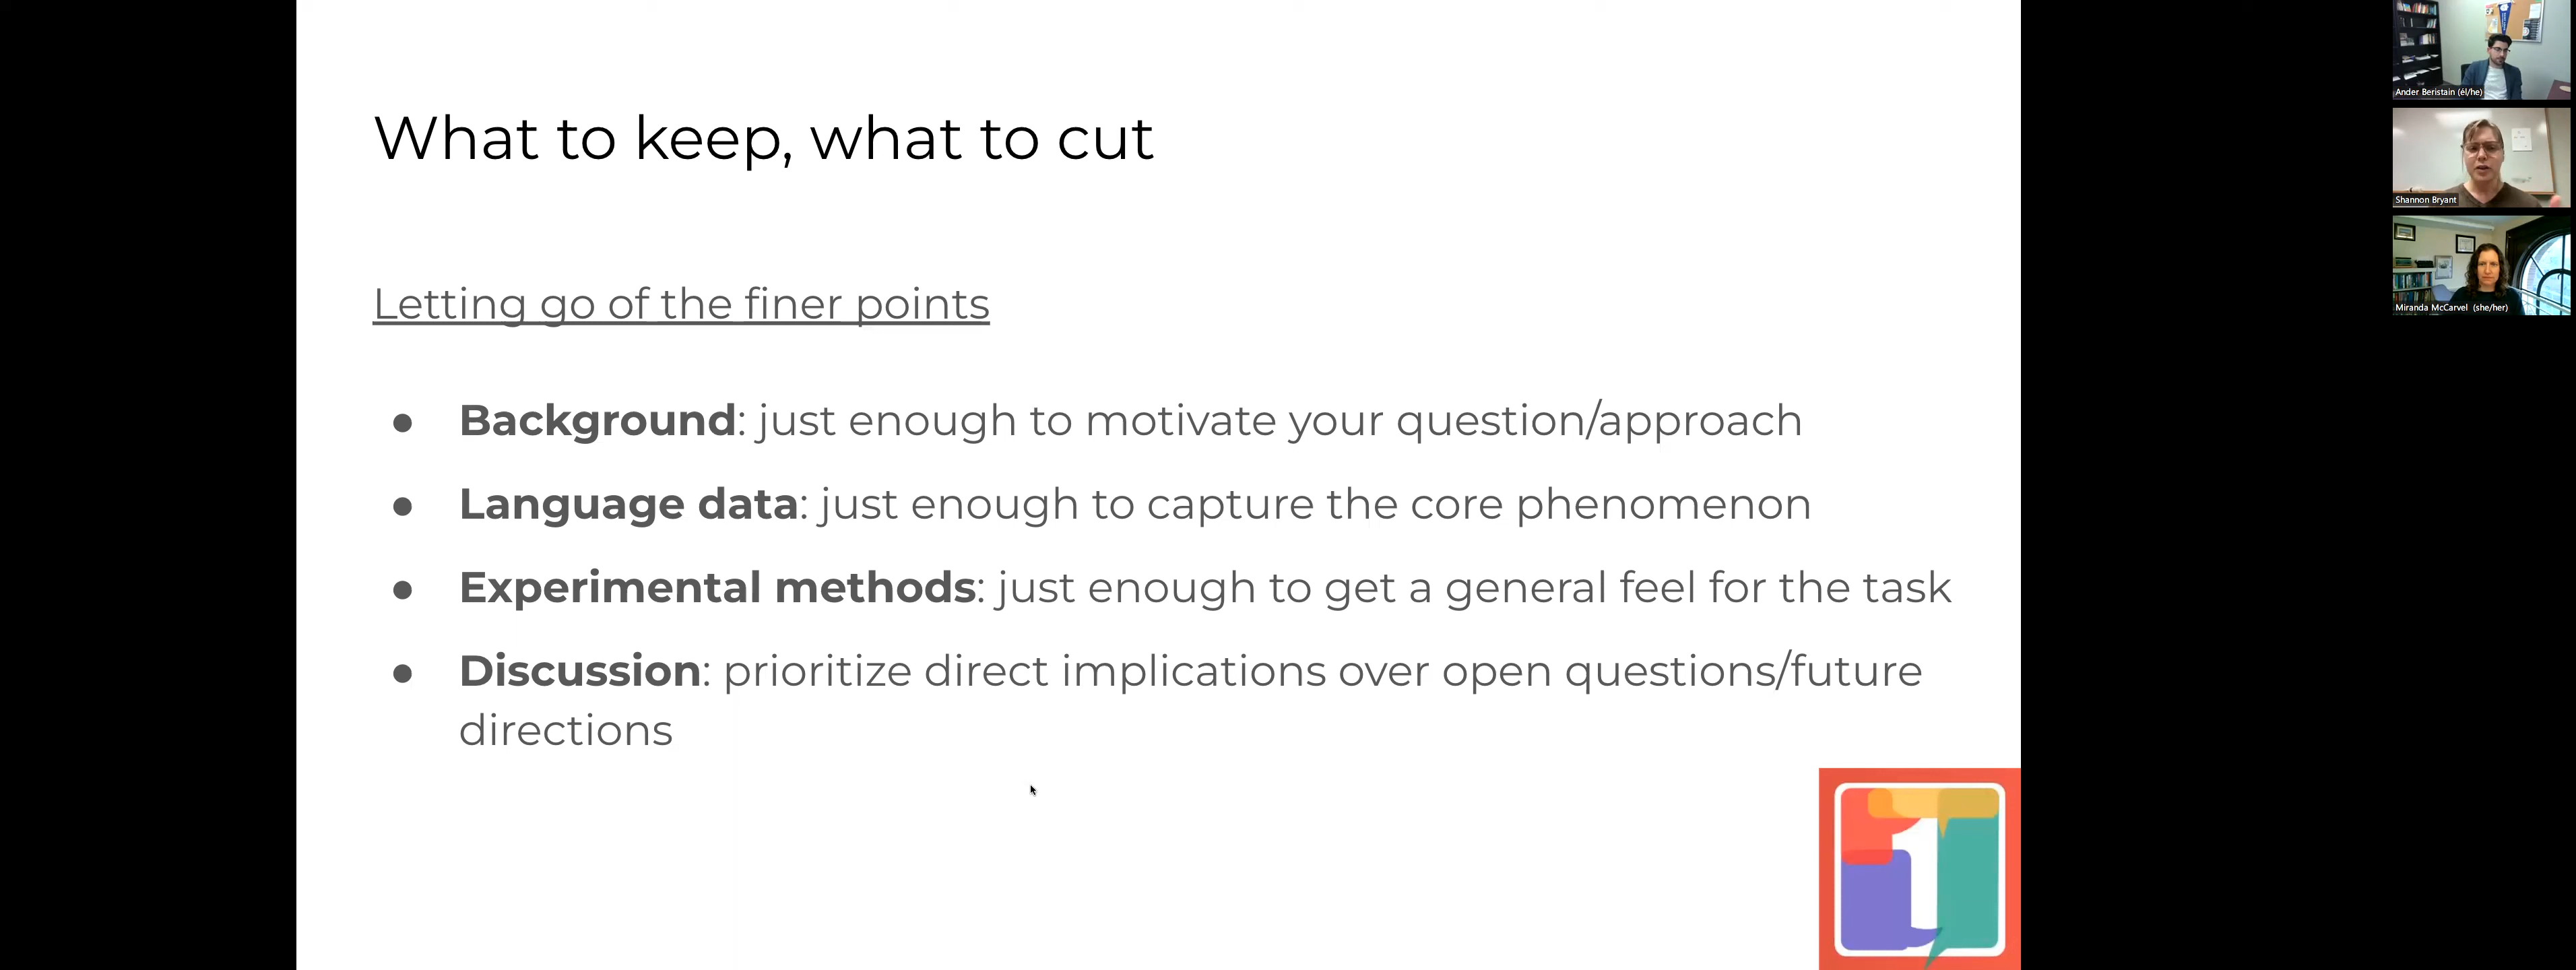 What to keep, what to cut
Letting go of the finer points
● Background: just enough to motivate your question/approach
● Language data: just enough to capture the core phenomenon
● Experimental methods: just enough to get a general feel for the task
● Discussion: prioritize direct implications over open questions/future
directions
1
Ander Beristain (él/he)
Shannon Bryant
Miranda McCarvel (she/her)